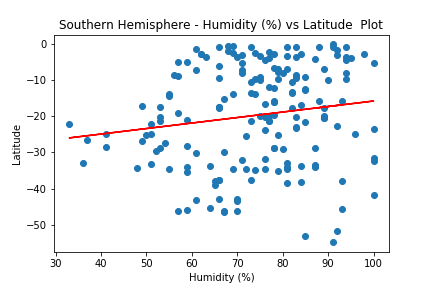 Southern Hemisphere - Humidity (%) vs Latitude  Plot
0
−10
−20
−30
−40
−50
Latitude
30 40 50 60 70 80 90 100
Humidity (%)